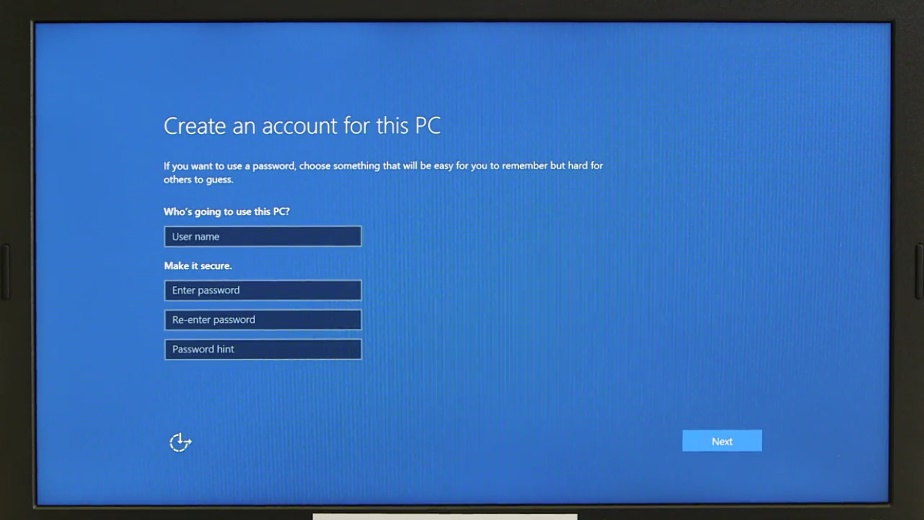 Create an account for this PC
If you want to use a password, choose something that will be easy for you to remember but hard for
others to guess.
Who's going to use this PC?
User name
Make it secure.
Enter password
Re-enter password
Password hint
Next